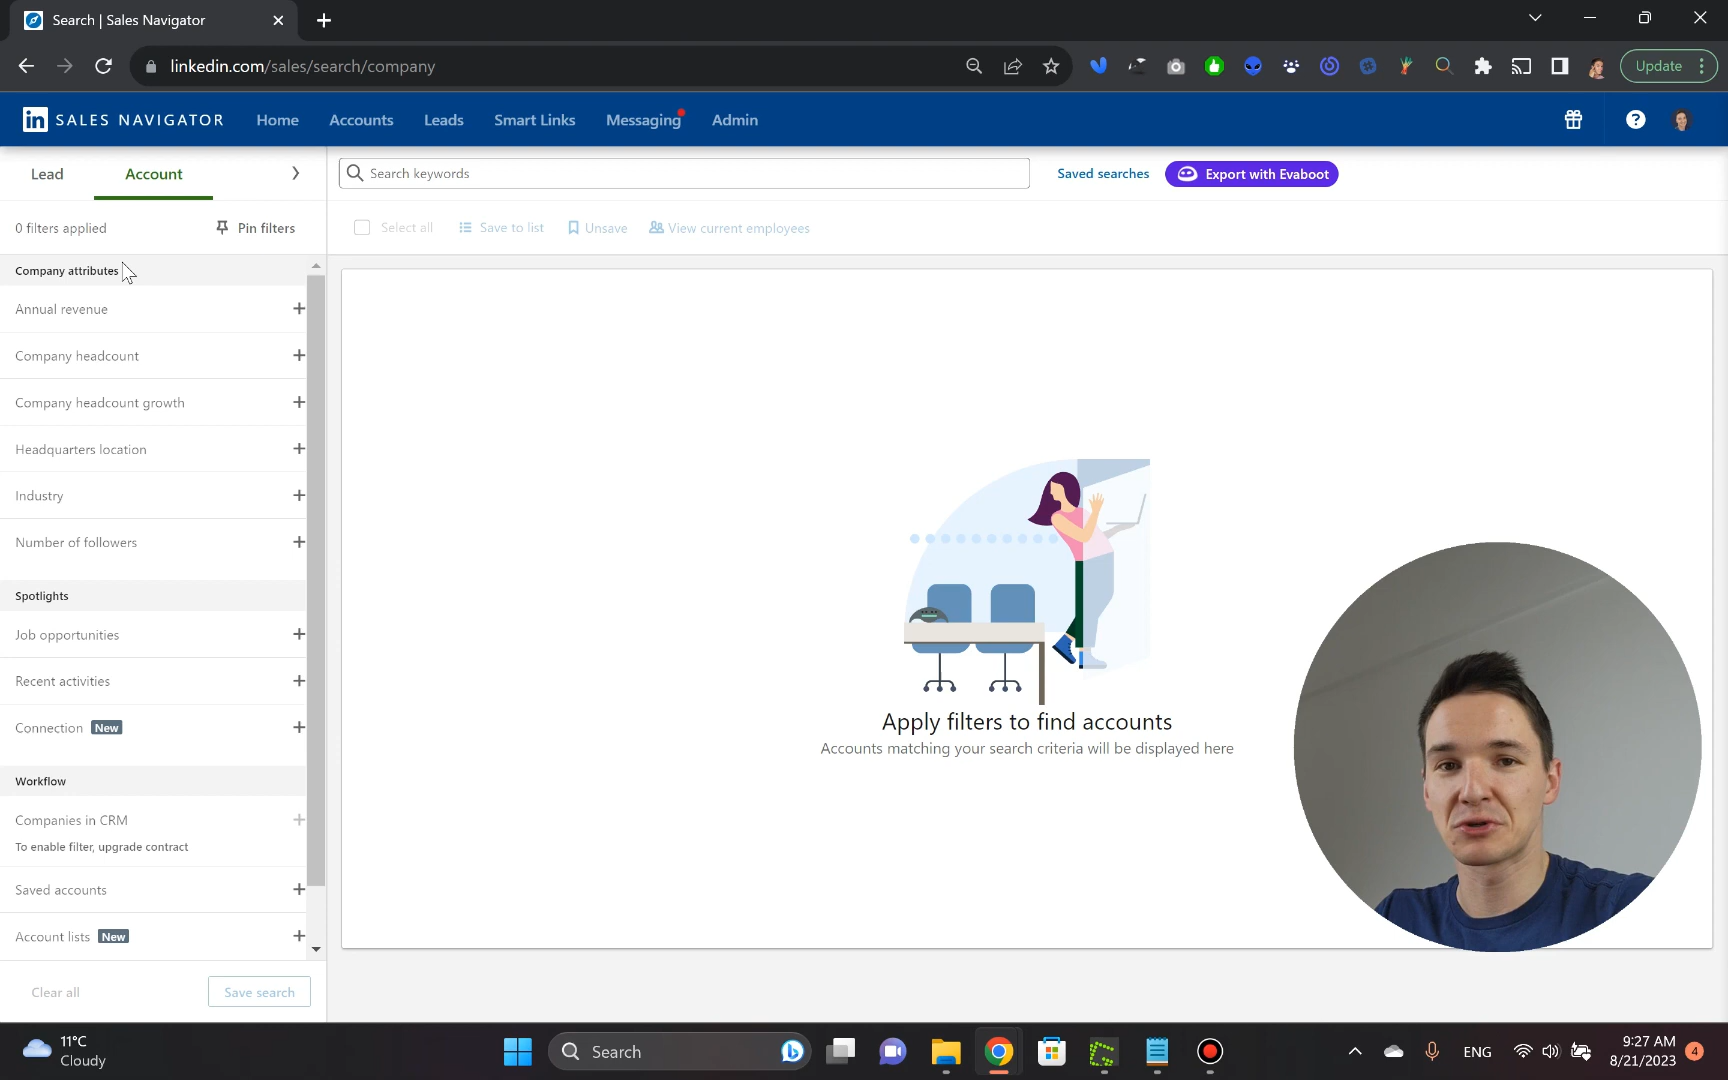 Search | Sales Navigator
linkedin.com/sales/search/company
Update
in SALES NAVIGATOR
Home
Accounts
Leads
Smart Links
Messaging
Admin
Lead
Account
Search keywords
Saved searches
Export with Evaboot
0 filters applied
Pin filters
Select all
Save to list
Unsave
View current employees
Company attributes
Annual revenue
Company headcount
Company headcount growth
Headquarters location
Industry
Number of followers
Spotlights
Job opportunities
Recent activities
Connection New
Workflow
Companies in CRM
To enable filter, upgrade contract
Saved accounts
Account lists New
Clear all
Save search
Apply filters to find accounts
Accounts matching your search criteria will be displayed here
11°C
Cloudy
Search
ENG
9:27 AM
8/21/2023
4